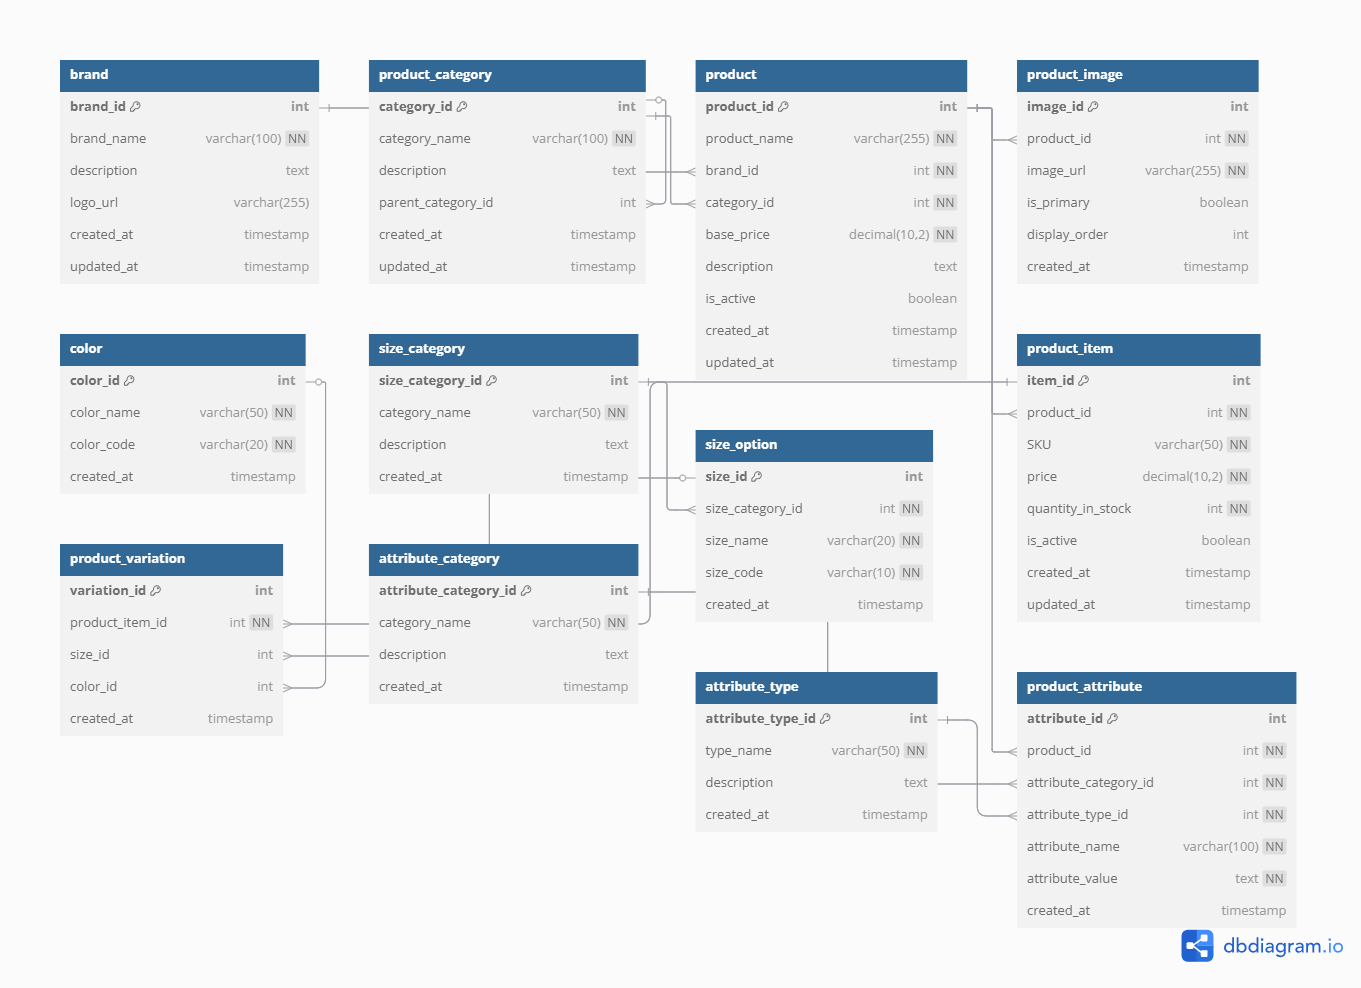 brand
brand_id int
brand_name varchar(100) NN
description text
logo_url varchar(255)
created_at timestamp
updated_at timestamp
product_category
category_id int
category_name varchar(100) NN
description text
parent_category_id int
created_at timestamp
updated_at timestamp
product
product_id int
product_name varchar(255) NN
brand_id int NN
category_id int NN
base_price decimal(10,2) NN
description text
is_active boolean
created_at timestamp
updated_at timestamp
product_image
image_id int
product_id int NN
image_url varchar(255) NN
is_primary boolean
display_order int
created_at timestamp
color
color_id int
color_name varchar(50) NN
color_code varchar(20) NN
created_at timestamp
size_category
size_category_id int
category_name varchar(50) NN
description text
created_at timestamp
size_option
size_id int
size_category_id int NN
size_name varchar(20) NN
size_code varchar(10) NN
created_at timestamp
product_item
item_id int
product_id int NN
SKU varchar(50) NN
price decimal(10,2) NN
quantity_in_stock int NN
is_active boolean
created_at timestamp
updated_at timestamp
product_variation
variation_id int
product_item_id int NN
size_id int
color_id int
created_at timestamp
attribute_category
attribute_category_id int
category_name varchar(50) NN
description text
created_at timestamp
attribute_type
attribute_type_id int
type_name varchar(50) NN
description text
created_at timestamp
product_attribute
attribute_id int
product_id int NN
attribute_category_id int NN
attribute_type_id int NN
attribute_name varchar(100) NN
attribute_value text NN
created_at timestamp
dbdiagram.io